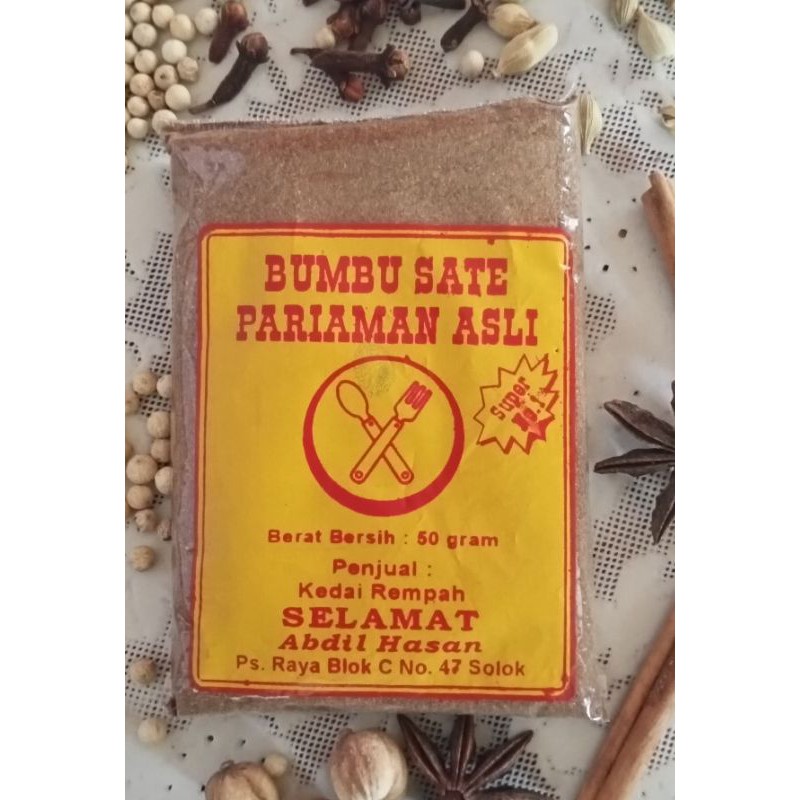 BUMBU SATE
PARIAMAN ASLI
Super
No.1
Berat Bersih : 50 gram
Penjual :
Kedai Rempah
SELAMAT
Abdil Hasan
Ps. Raya Blok C No. 47 Solok